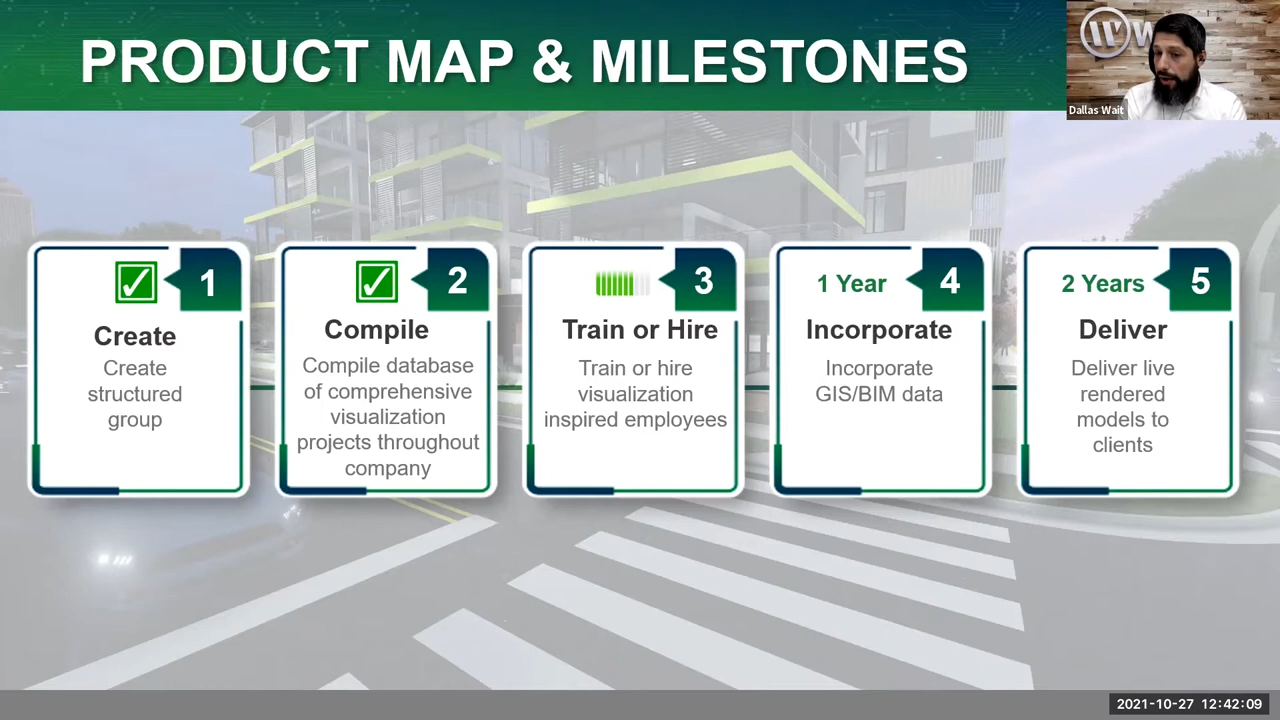 PRODUCT MAP & MILESTONES
W
Dallas Wait
1
Create
Create
structured
group
2
Compile
Compile database
of comprehensive
visualization
projects throughout
company
3
Train or Hire
Train or hire
visualization
inspired employees
1 Year
4
Incorporate
Incorporate
GIS/BIM data
2 Years
5
Deliver
Deliver live
rendered
models to
clients
2021-10-27 12:42:09